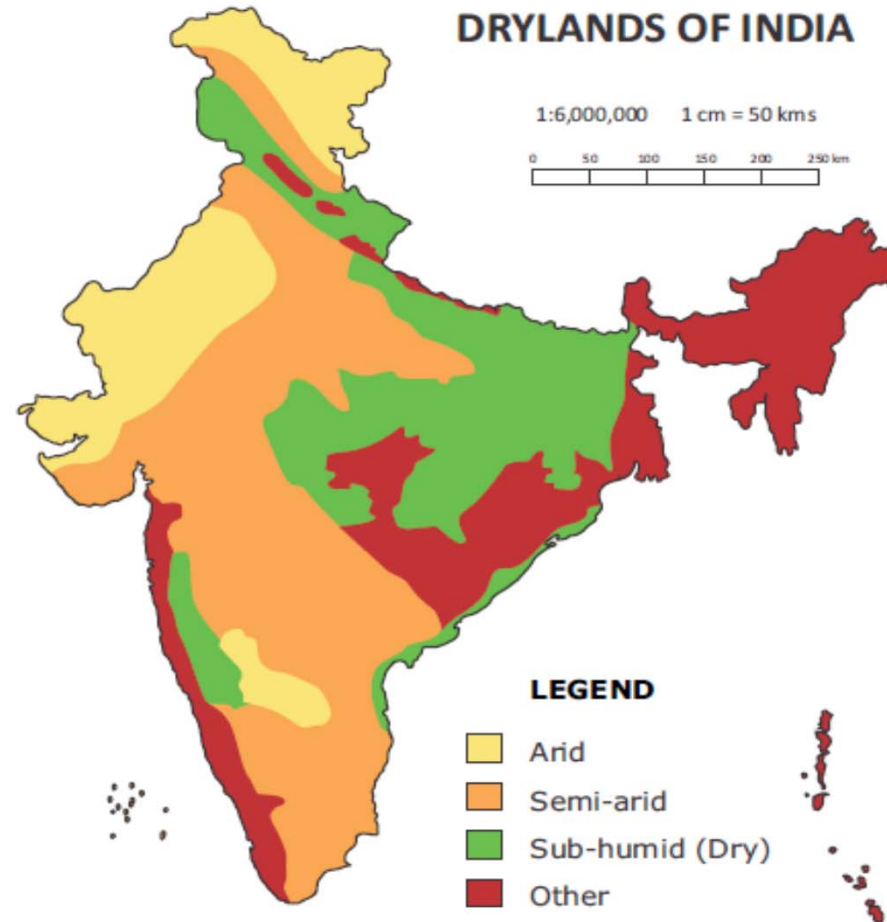 DRYLANDS OF INDIA
1:6,000,000 1 cm = 50 kms
0 50 100 150 200 250 km
LEGEND
Arid
Semi-arid
Sub-humid (Dry)
Other